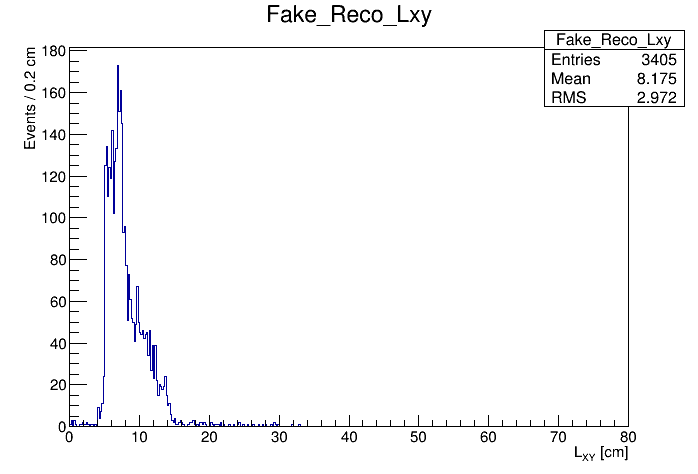 Fake_Reco_Lxy
Fake_Reco_Lxy
Entries 3405
Mean 8.175
RMS 2.972
Events / 0.2 cm
180
160
140
120
100
80
60
40
20
0
0 10 20 30 40 50 60 70 80
L_XY [cm]